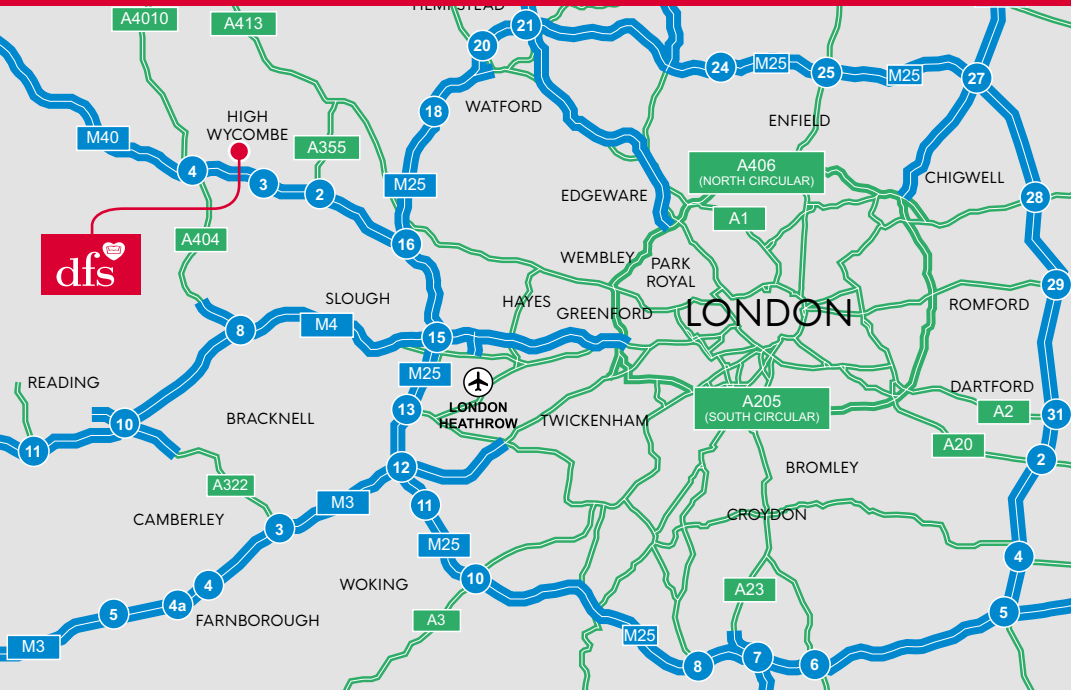 HEMPSTEAD
A4010
A413
21
20
24
M25
25
M25
27
18
WATFORD
HIGH
WYCOMBE
ENFIELD
M40
A355
A406
(NORTH CIRCULAR)
4
3
2
M25
EDGEWARE
CHIGWELL
28
A1
A404
16
dfs
WEMBLEY
PARK
ROYAL
29
SLOUGH
HAYES
GREENFORD
LONDON
ROMFORD
8
M4
15
M25
READING
LONDON
HEATHROW
DARTFORD
A205
(SOUTH CIRCULAR)
A2
31
13
10
BRACKNELL
TWICKENHAM
11
A20
2
12
BROMLEY
A322
M3
11
CAMBERLEY
3
CROYDON
M25
4
WOKING
10
4
A23
5
4a
FARNBOROUGH
A3
5
M3
M25
8
7
6